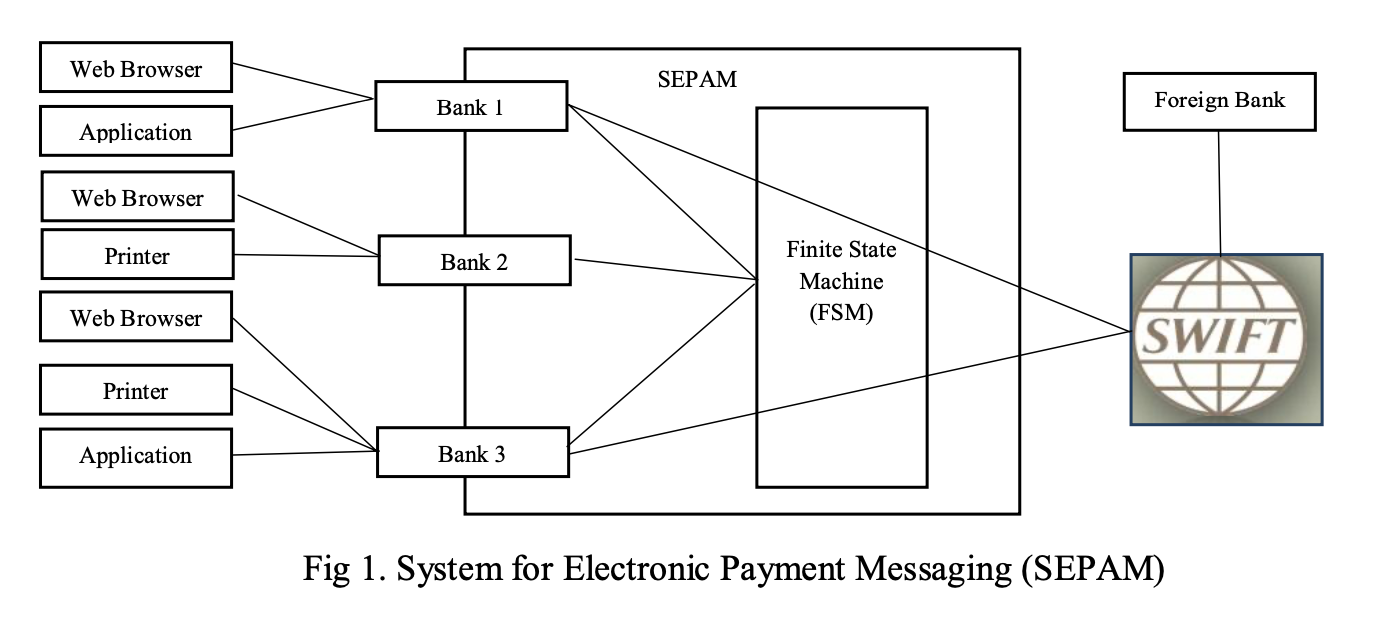 Web Browser
Application
Web Browser
Printer
Web Browser
Printer
Application
Bank 1
Bank 2
Bank 3
SEPAM
Finite State
Machine
(FSM)
Foreign Bank
SWIFT
Fig 1. System for Electronic Payment Messaging (SEPAM)